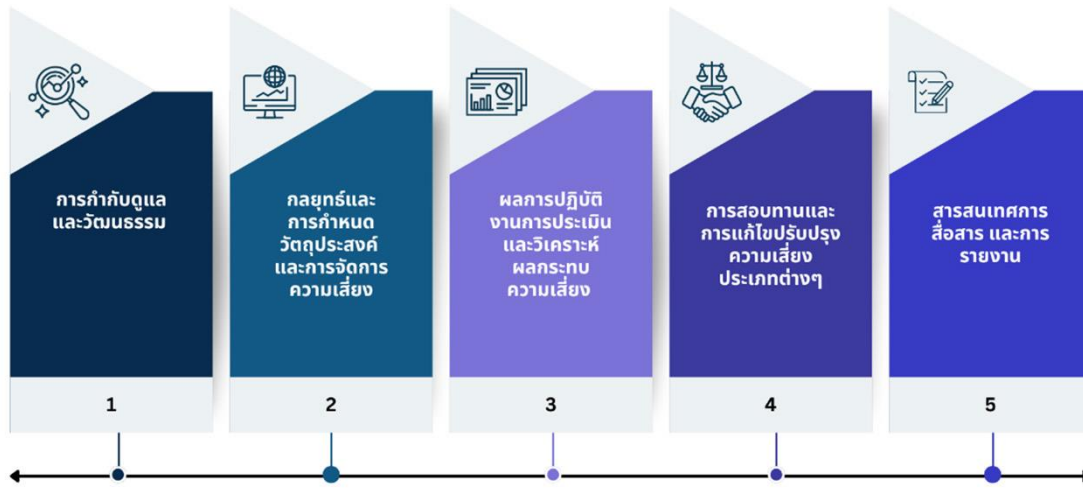 การกำกับดูแล
และวัฒนธรรม
1
กลยุทธ์และ
การกำหนด
วัตถุประสงค์
และการจัดการ
ความเสี่ยง
2
ผลการปฏิบัติ
งานการประเมิน
และวิเคราะห์
ผลกระทบ
ความเสี่ยง
3
การสอบทานและ
การแก้ไขปรับปรุง
ความเสี่ยง
ประเภทต่างๆ
4
สารสนเทศการ
สื่อสาร และการ
รายงาน
5